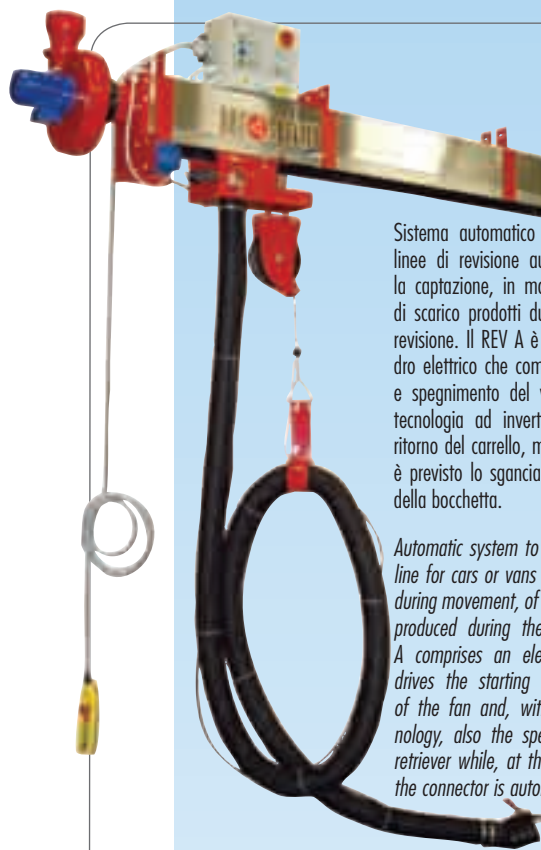 Sistema automatico
linee di revisione au
la captazione, in mo
di scarico prodotti du
revisione. Il REV A è
dro elettrico che com
e spegnimento del v
tecnologia ad invert
ritorno del carrello, m
è previsto lo sgancia
della bocchetta.
Automatic system to
line for cars or vans
during movement, of
produced during the
A comprises an ele
drives the starting
of the fan and, wit
nology, also the spe
retriever while, at th
the connector is auto